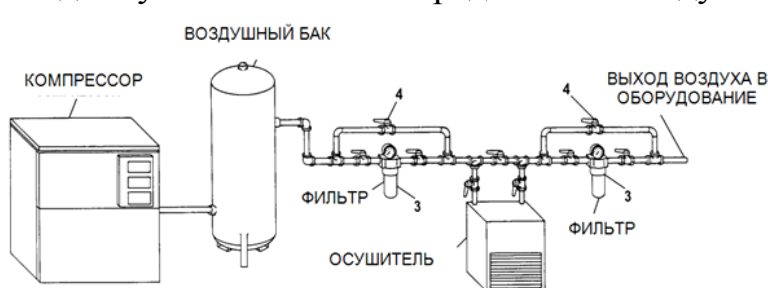 ВОЗДУШНЫЙ БАК
КОМПРЕССОР
4
4
ВЫХОД ВОЗДУХА В
ОБОРУДОВАНИЕ
ФИЛЬТР
3
3
ФИЛЬТР
ОСУШИТЕЛЬ